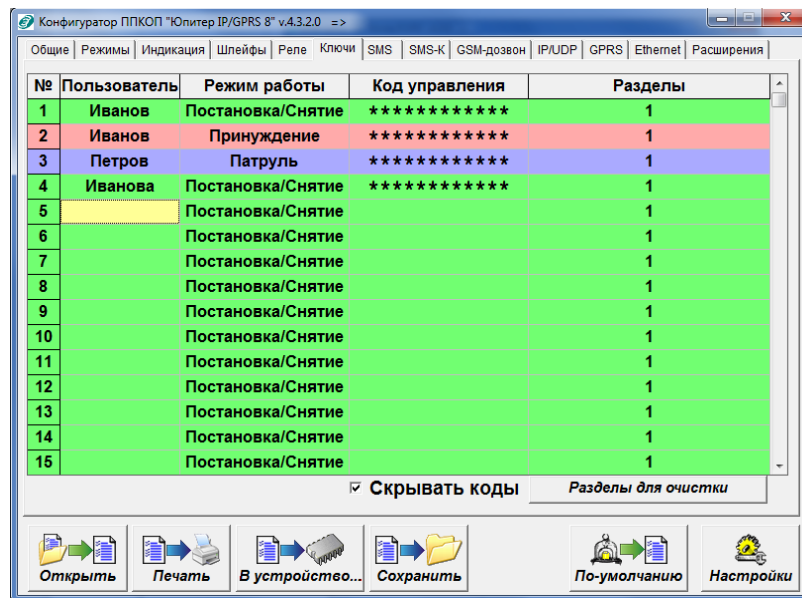 Конфигуратор ППКОП "Юпитер IP/GPRS 8" v.4.3.2.0 =>
Общие Режимы Индикация Шлейфы Реле Ключи SMS SMS-К GSM-дозвон IP/UDP GPRS Ethernet Расширения
№ Пользователь Режим работы Код управления Разделы
1 Иванов Постановка/Снятие ************ 1
2 Иванов Принуждение ************ 1
3 Петров Патруль ************ 1
4 Иванова Постановка/Снятие ************ 1
5 Постановка/Снятие 1
6 Постановка/Снятие 1
7 Постановка/Снятие 1
8 Постановка/Снятие 1
9 Постановка/Снятие 1
10 Постановка/Снятие 1
11 Постановка/Снятие 1
12 Постановка/Снятие 1
13 Постановка/Снятие 1
14 Постановка/Снятие 1
15 Постановка/Снятие 1
Скрывать коды Разделы для очистки
Открыть Печать В устройство... Сохранить По-умолчанию Настройки